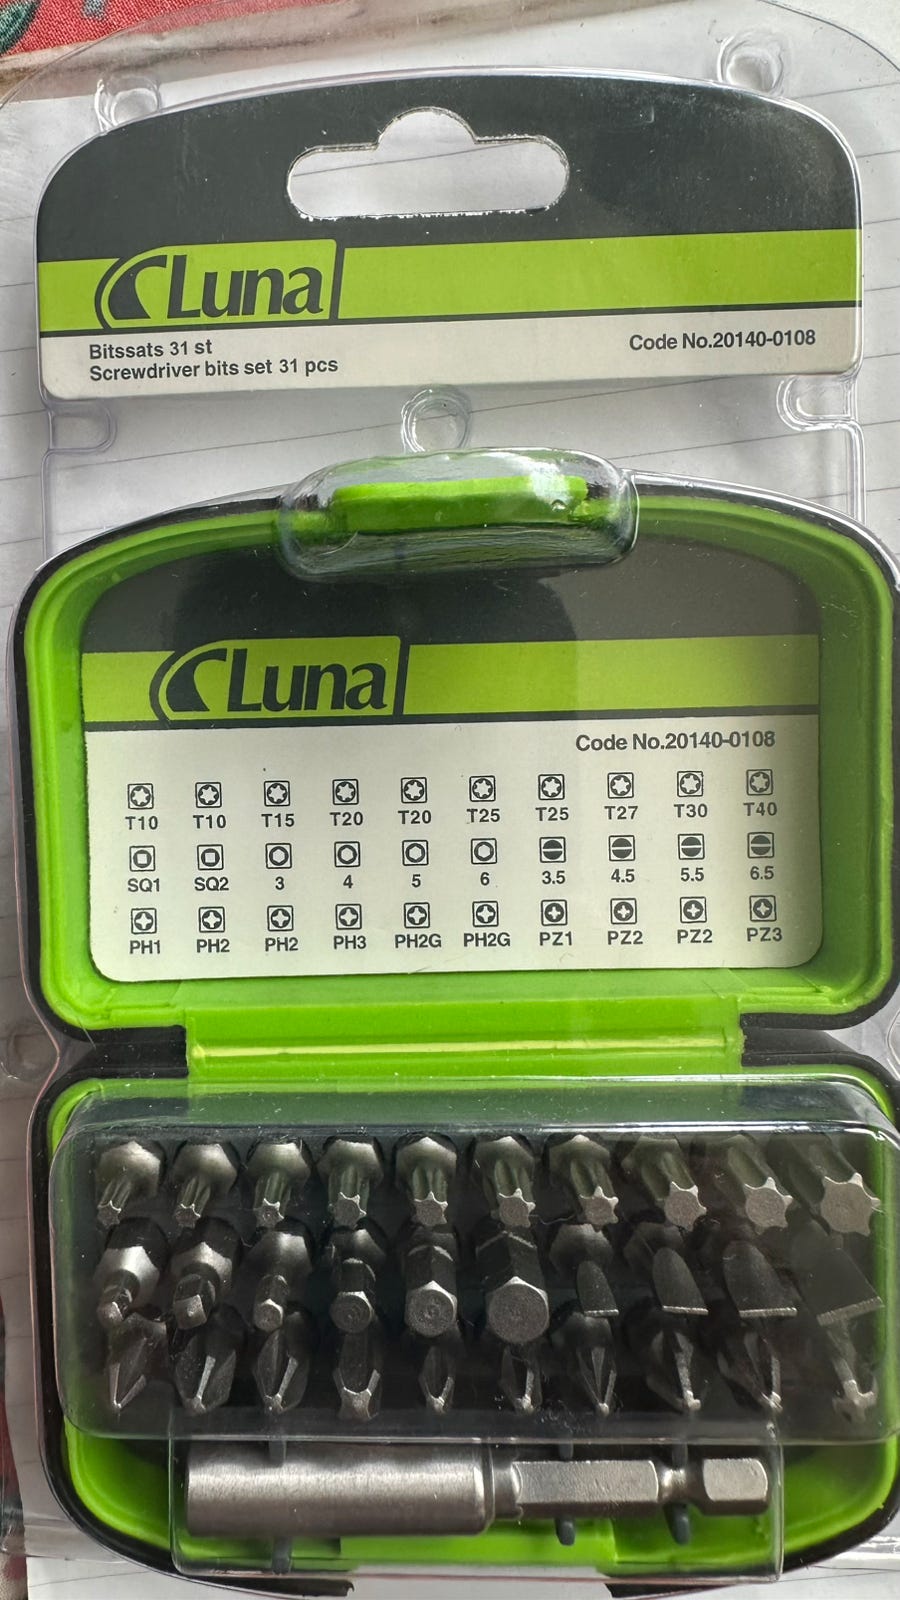 Luna
Bitssats 31 st
Screwdriver bits set 31 pcs
Code No.20140-0108
Luna
Code No.20140-0108
T10 T10 T15 T20 T20 T25 T25 T27 T30 T40
SQ1 SQ2 3 4 5 6 3.5 4.5 5.5 6.5
PH1 PH2 PH2 PH3 PH2G PH2G PZ1 PZ2 PZ2 PZ3